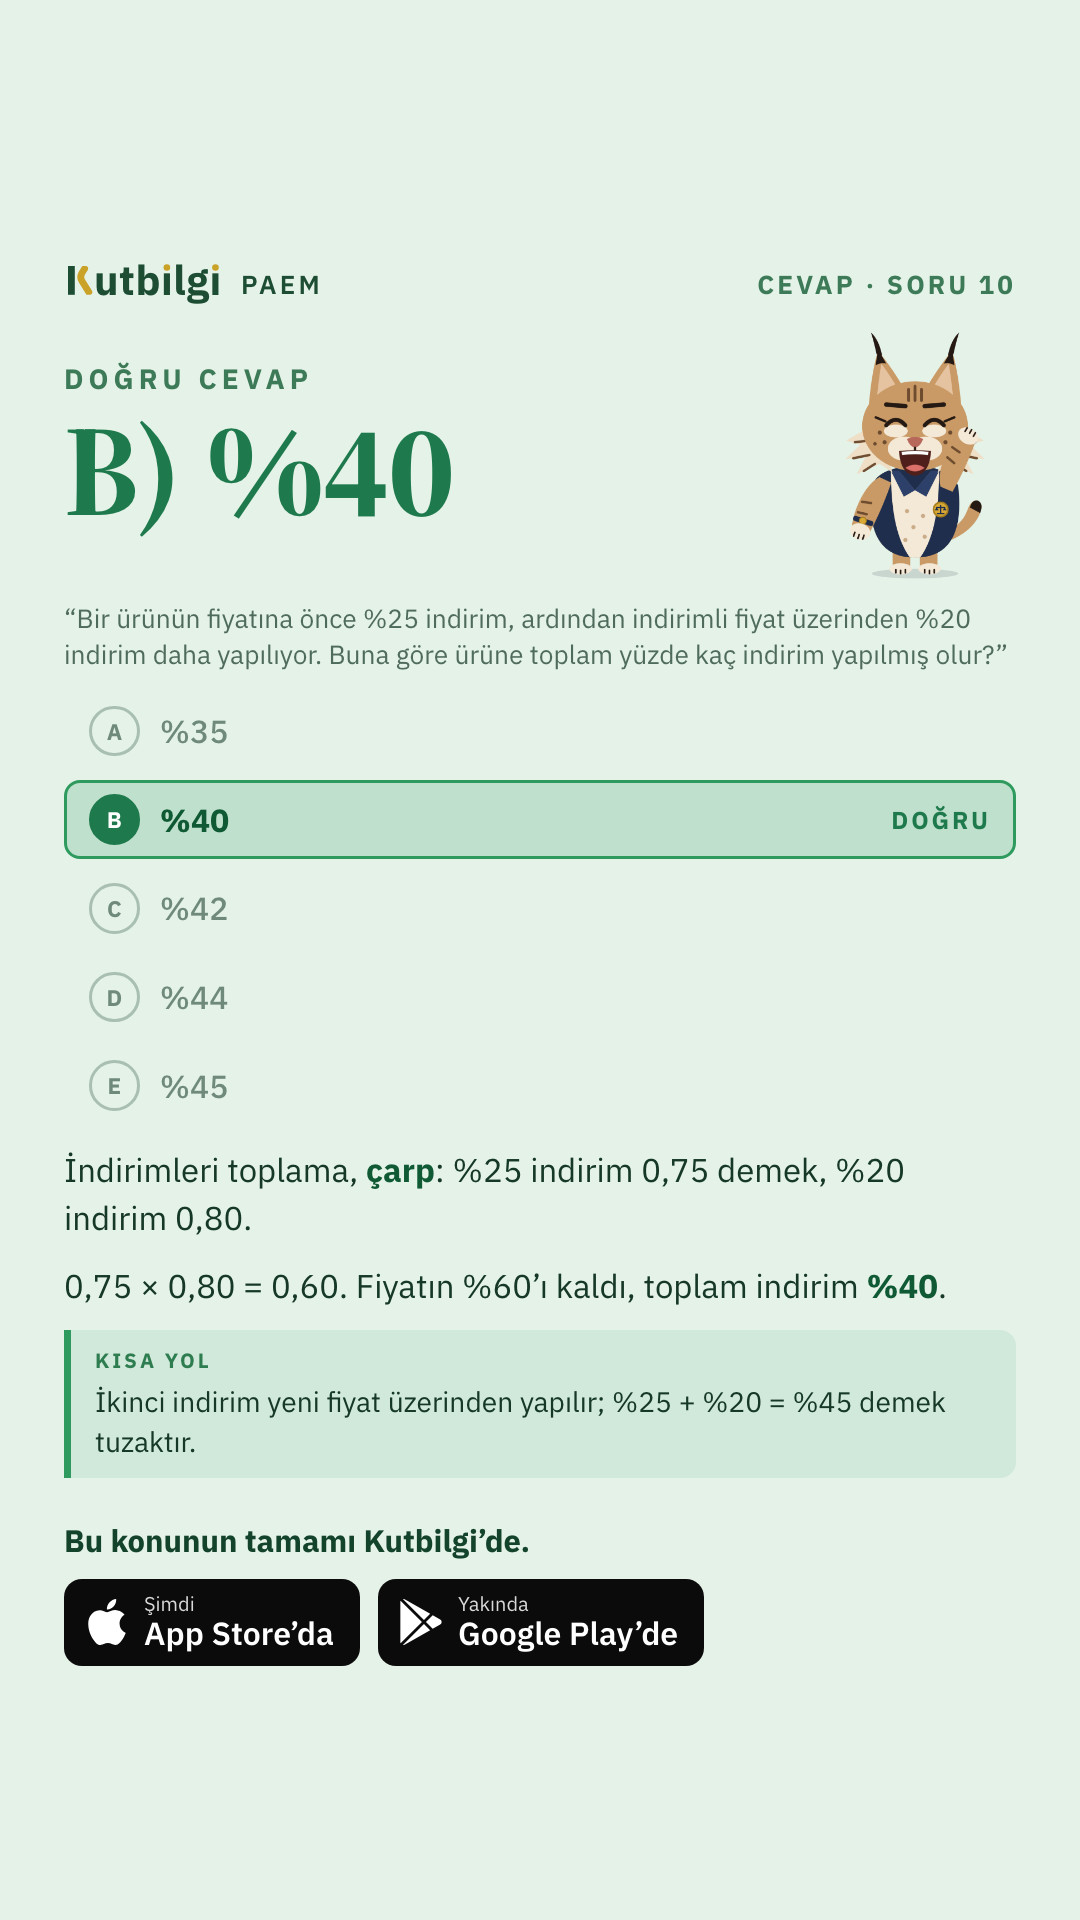 Kutbilgi PAEM
CEVAP · SORU 10
DOĞRU CEVAP
B) %40
“Bir ürünün fiyatına önce %25 indirim, ardından indirimli fiyat üzerinden %20
indirim daha yapılıyor. Buna göre ürüne toplam yüzde kaç indirim yapılmış olur?”
A %35
B %40 DOĞRU
C %42
D %44
E %45
İndirimleri toplama, çarp: %25 indirim 0,75 demek, %20
indirim 0,80.
0,75 × 0,80 = 0,60. Fiyatın %60’ı kaldı, toplam indirim %40.
KISA YOL
İkinci indirim yeni fiyat üzerinden yapılır; %25 + %20 = %45 demek
tuzaktır.
Bu konunun tamamı Kutbilgi’de.
Şimdi
App Store’da
Yakında
Google Play’de